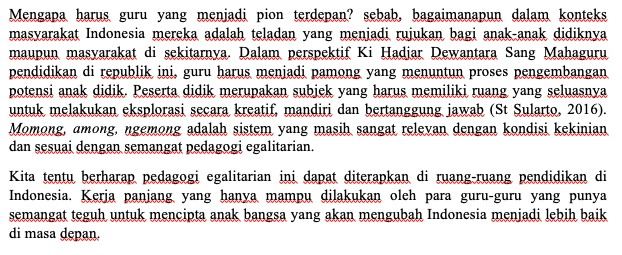 Mengapa harus guru yang menjadi pion terdepan? sebab, bagaimanapun dalam konteks
masyarakat Indonesia mereka adalah teladan yang menjadi rujukan bagi anak-anak didiknya
maupun masyarakat di sekitarnya. Dalam perspektif Ki Hadjar Dewantara Sang Mahaguru
pendidikan di republik ini, guru harus menjadi pamong yang menuntun proses pengembangan
potensi anak didik. Peserta didik merupakan subjek yang harus memiliki ruang yang seluasnya
untuk melakukan eksplorasi secara kreatif, mandiri dan bertanggung jawab (St Sularto, 2016).
Momong, among, ngemong adalah sistem yang masih sangat relevan dengan kondisi kekinian
dan sesuai dengan semangat pedagogi egalitarian.
Kita tentu berharap pedagogi egalitarian ini dapat diterapkan di ruang-ruang pendidikan di
Indonesia. Kerja panjang yang hanya mampu dilakukan oleh para guru-guru yang punya
semangat teguh untuk mencipta anak bangsa yang akan mengubah Indonesia menjadi lebih baik
di masa depan.